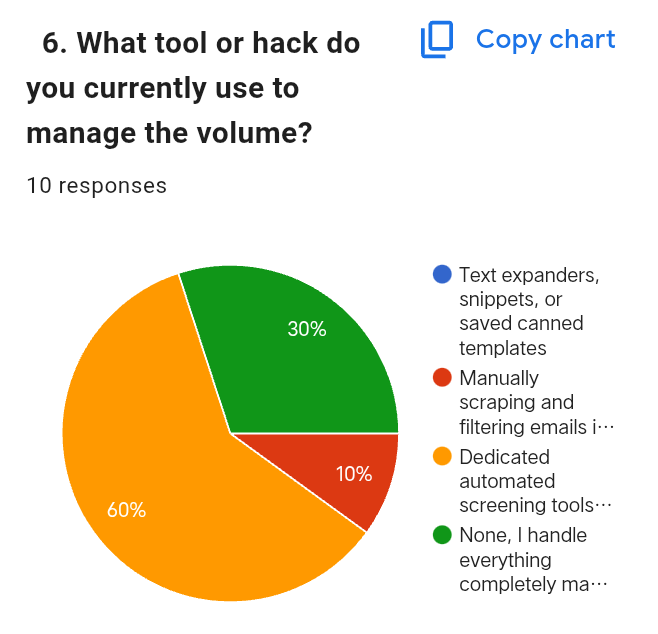 6. What tool or hack do
you currently use to
manage the volume?
Copy chart
10 responses
30%
10%
60%
Text expanders,
snippets, or
saved canned
templates
Manually
scraping and
filtering emails i…
Dedicated
automated
screening tools…
None, I handle
everything
completely ma…